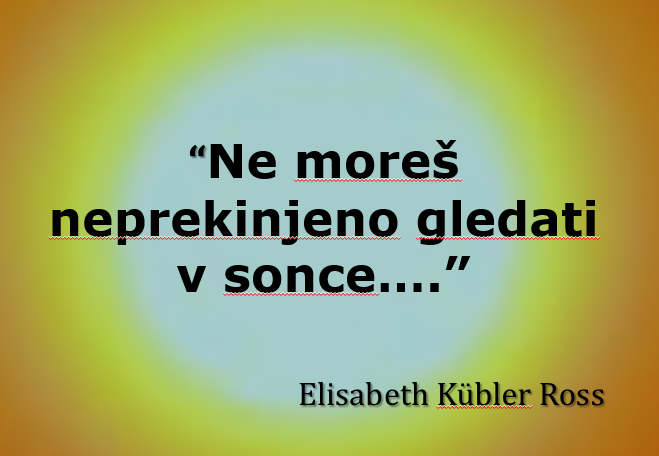 “Ne moreš
neprekinjeno gledati
v sonce….”
Elisabeth Kübler Ross